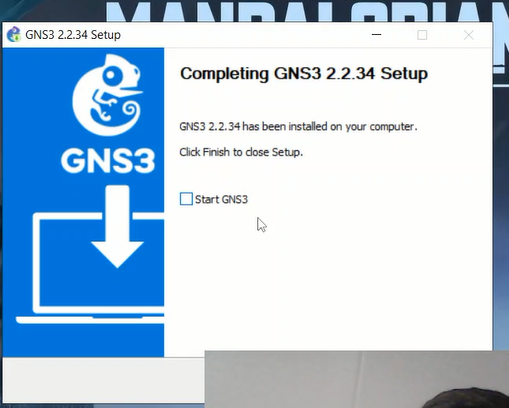 MANDALORIAN
GNS3 2.2.34 Setup
Completing GNS3 2.2.34 Setup
GNS3 2.2.34 has been installed on your computer.
Click Finish to close Setup.
GNS3
Start GNS3